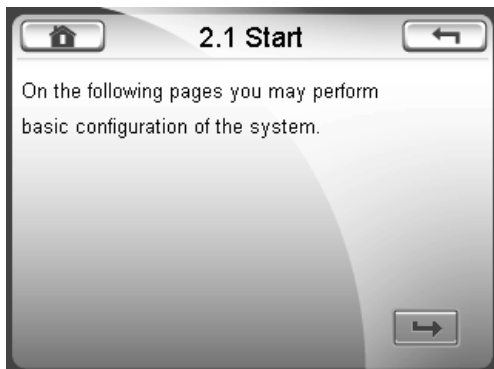 2.1 Start
On the following pages you may perform
basic configuration of the system.